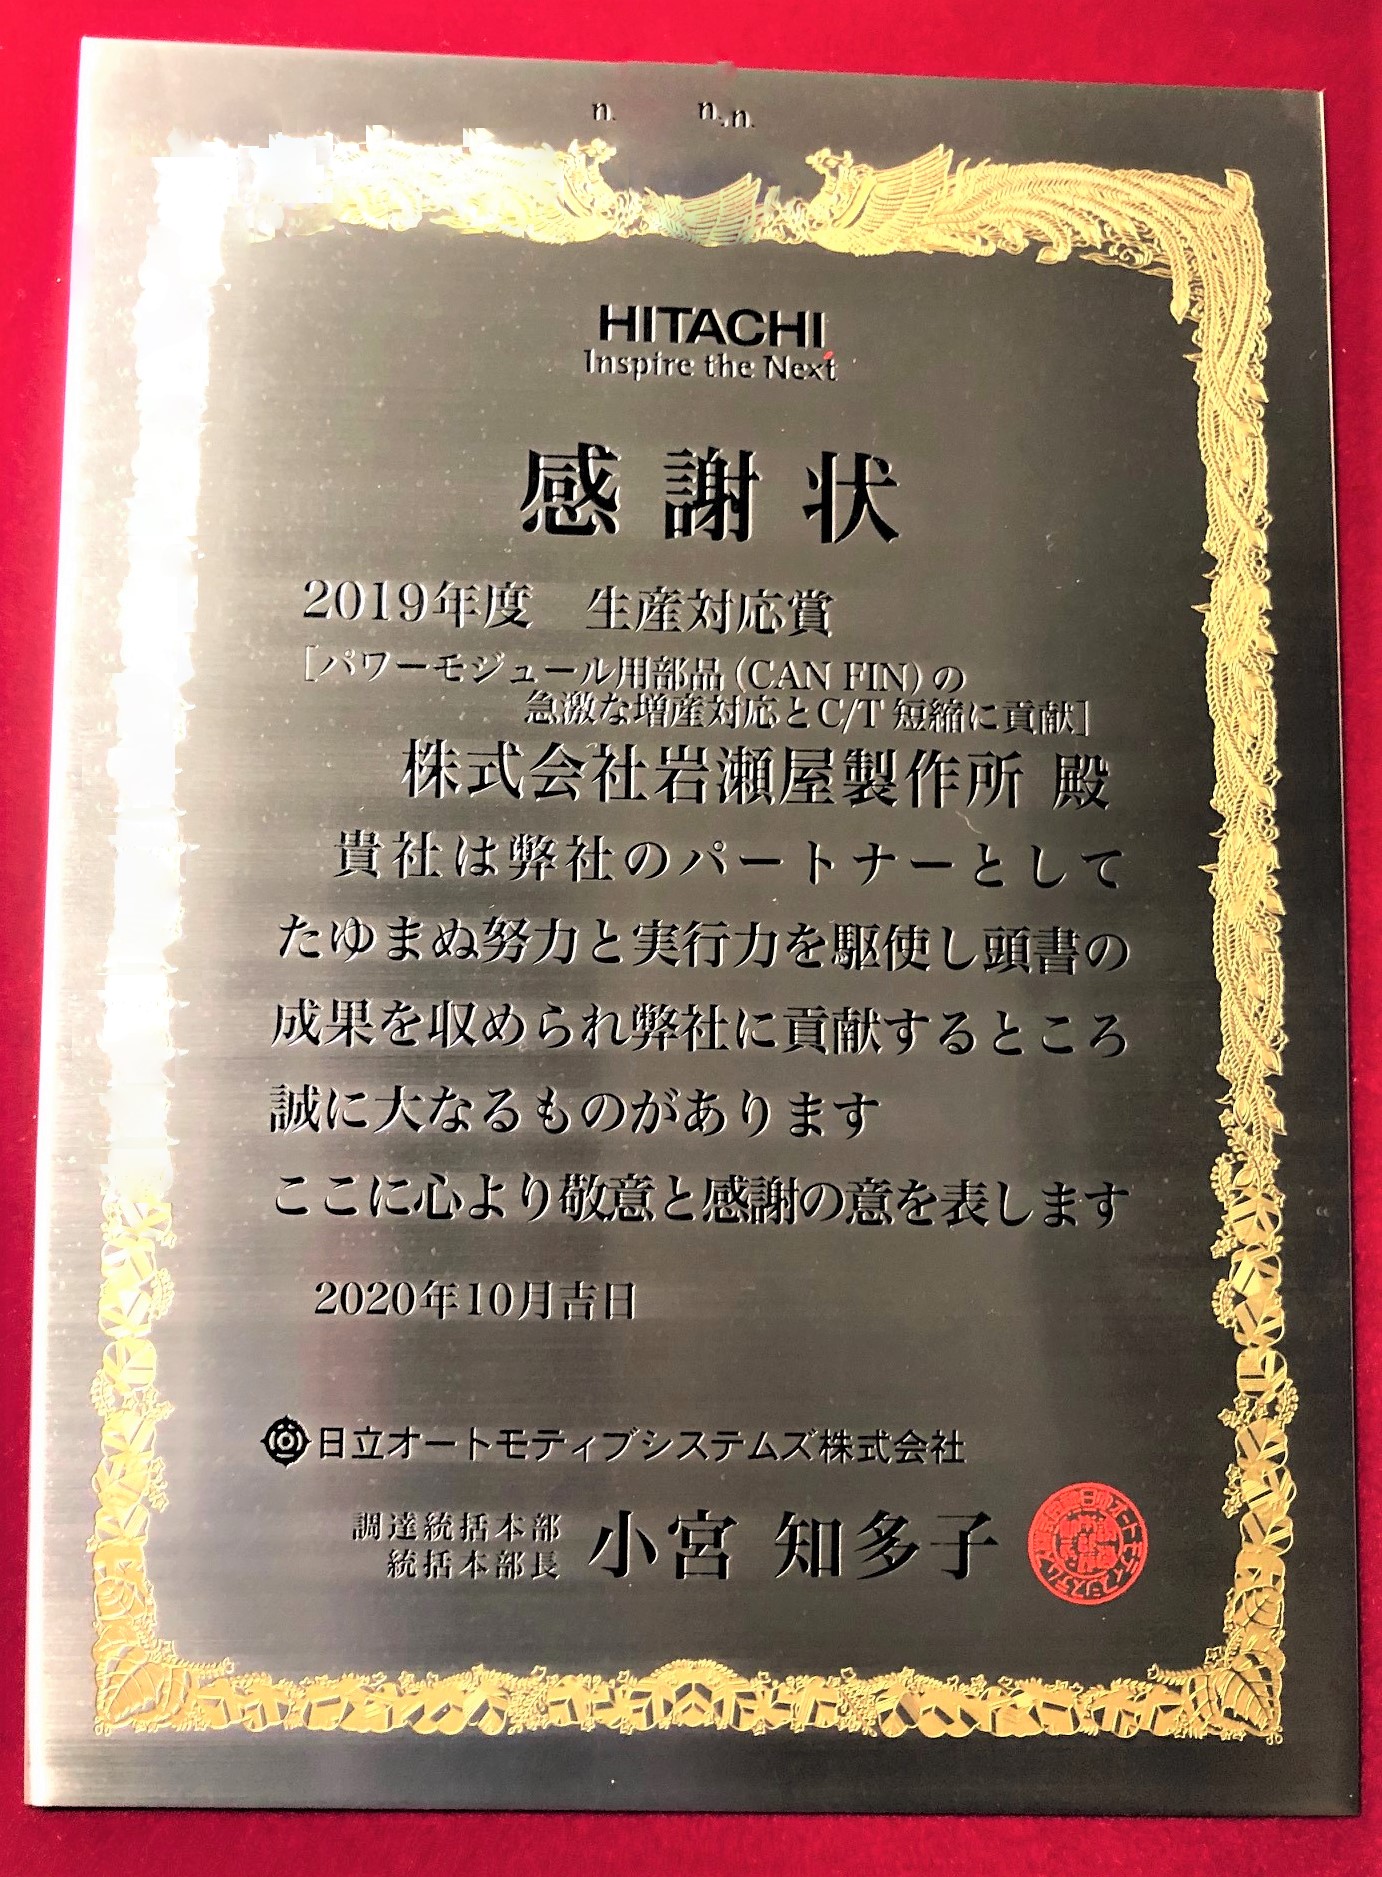 HITACHI
Inspire the Next
感謝状
2019年度 生産対応賞
[パワーモジュール用部品(CAN FIN)の
急激な増産対応とC/T 短縮に貢献]
株式会社岩瀬屋製作所 殿
貴社は弊社のパートナーとして
たゆまぬ努力と実行力を駆使し頭書の
成果を収められ弊社に貢献するところ
誠に大なるものがあります
ここに心より敬意と感謝の意を表します
2020年10月吉日
日立オートモティブシステムズ株式会社
調達統括本部
統括本部長
小宮 知多子